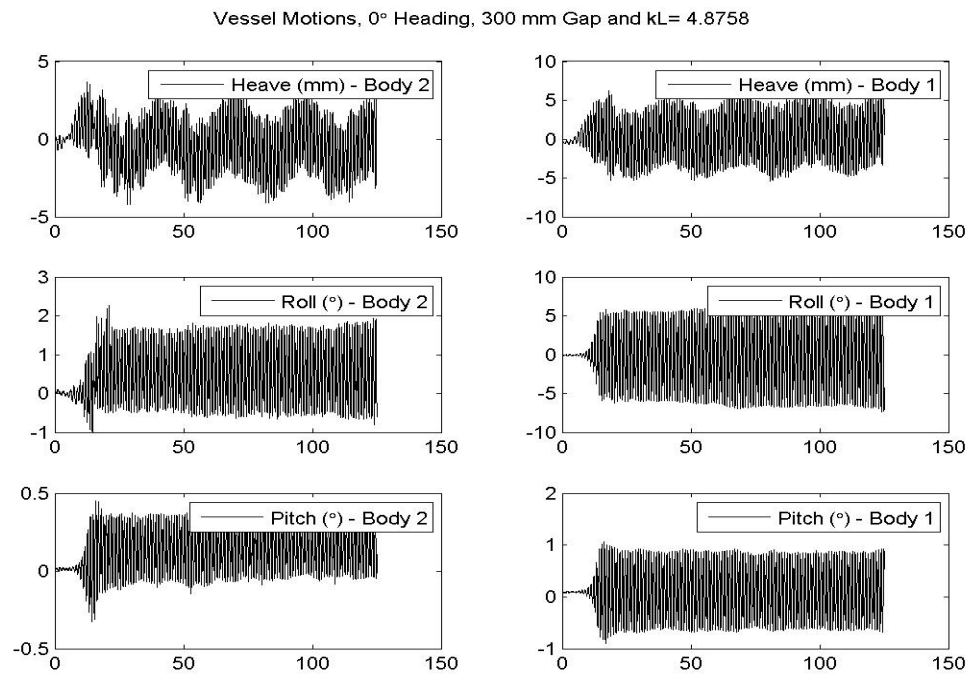 Vessel Motions, 0° Heading, 300 mm Gap and kL= 4.8758
5
0
-5
0 50 100 150
Heave (mm) - Body 2
10
5
0
-5
-10
0 50 100 150
Heave (mm) - Body 1
3
2
1
0
-1
0 50 100 150
Roll (°) - Body 2
10
5
0
-5
-10
0 50 100 150
Roll (°) - Body 1
0.5
0
-0.5
0 50 100 150
Pitch (°) - Body 2
2
1
0
-1
0 50 100 150
Pitch (°) - Body 1